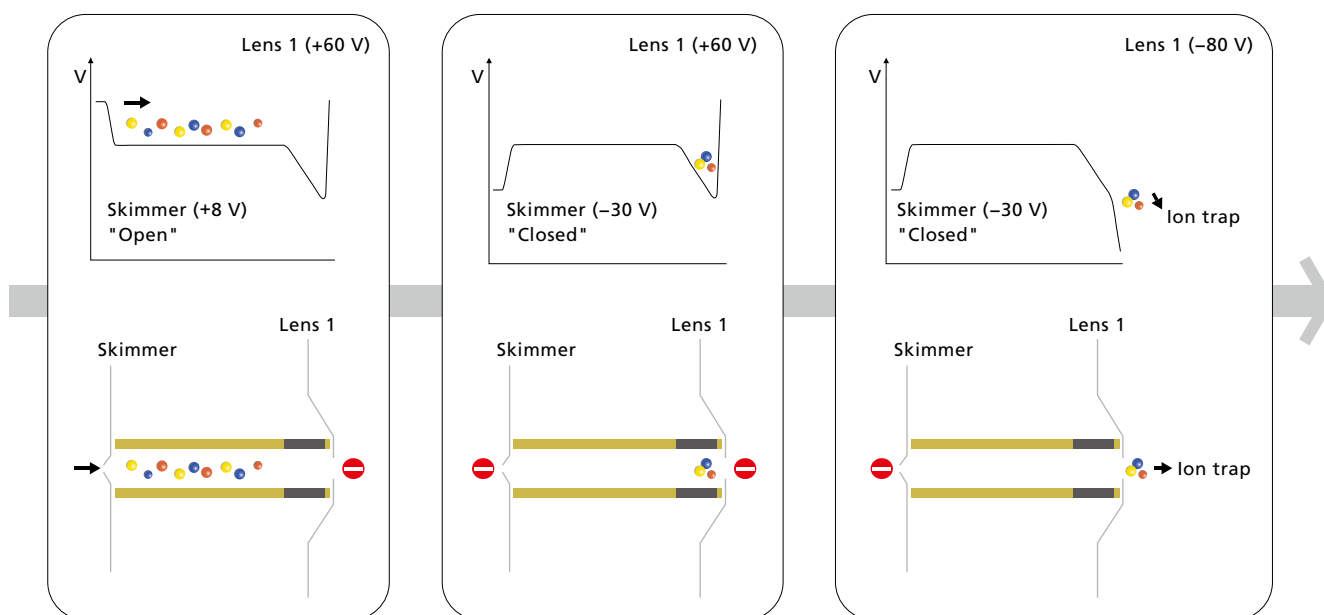 Lens 1 (+60 V)
V
Skimmer (+8 V)
"Open"
Lens 1
Skimmer
Lens 1 (+60 V)
V
Skimmer (−30 V)
"Closed"
Lens 1
Skimmer
Lens 1 (−80 V)
V
Ion trap
Skimmer (−30 V)
"Closed"
Lens 1
Skimmer
Ion trap